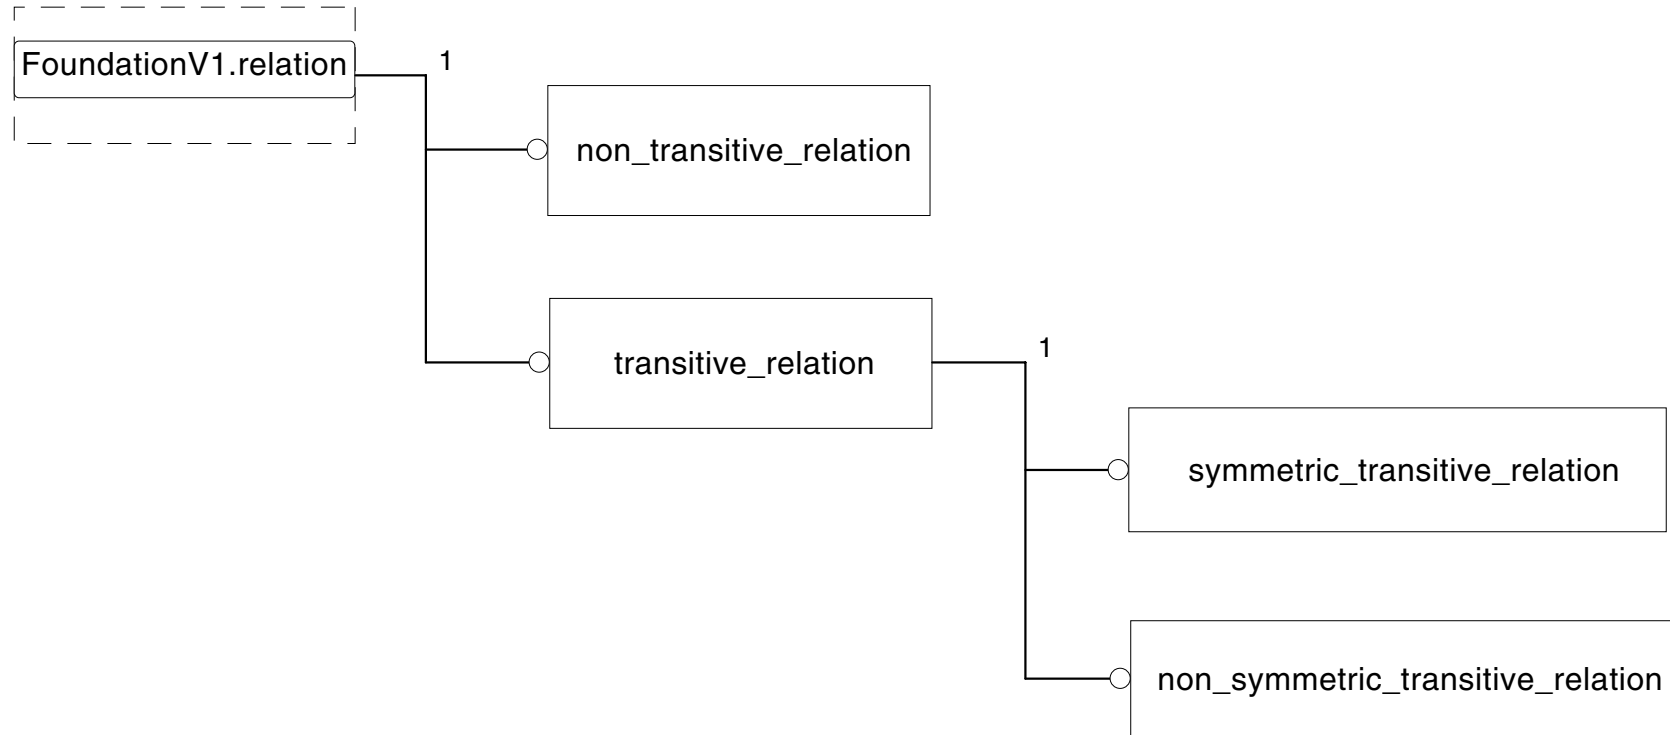 FoundationV1.relation
1
non_transitive_relation
transitive_relation
1
symmetric_transitive_relation
non_symmetric_transitive_relation